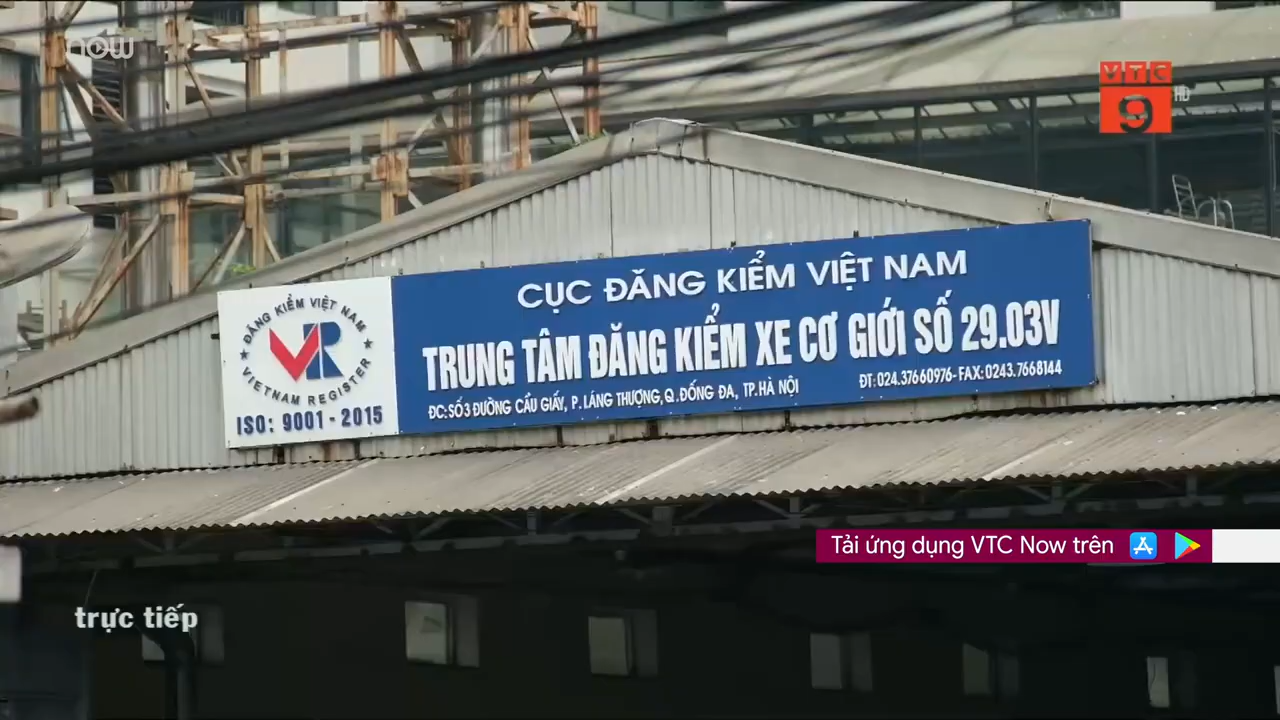 now
VTC
9
HD
CỤC ĐĂNG KIỂM VIỆT NAM
TRUNG TÂM ĐĂNG KIỂM XE CƠ GIỚI SỐ 29.03V
ĐC: SỐ 3 ĐƯỜNG CẦU GIẤY, P. LÁNG THƯỢNG, Q. ĐỐNG ĐA, TP. HÀ NỘI
ĐT: 024.37660976 - FAX: 0243.7668144
ĐĂNG KIỂM VIỆT NAM
VR
VIETNAM REGISTER
ISO: 9001 - 2015
Tải ứng dụng VTC Now trên
trực tiếp